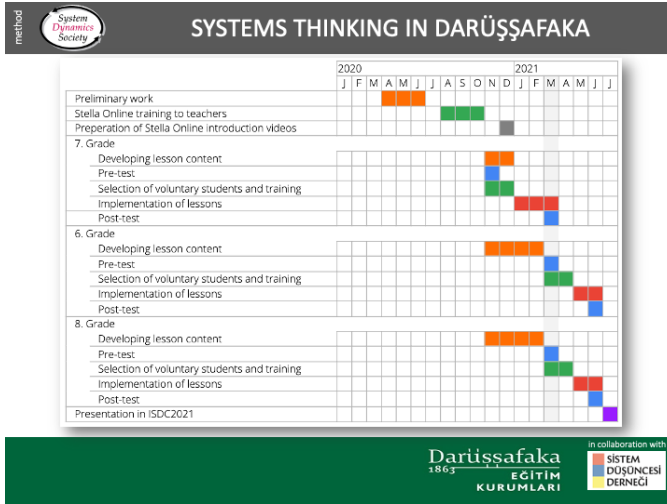 method
System
Dynamics
Society
SYSTEMS THINKING IN DARÜŞŞAFAKA
2020 2021
J F M A M J J A S O N D J F M A M J J
Preliminary work
Stella Online training to teachers
Preperation of Stella Online introduction videos
7. Grade
Developing lesson content
Pre-test
Selection of voluntary students and training
Implementation of lessons
Post-test
6. Grade
Developing lesson content
Pre-test
Selection of voluntary students and training
Implementation of lessons
Post-test
8. Grade
Developing lesson content
Pre-test
Selection of voluntary students and training
Implementation of lessons
Post-test
Presentation in ISDC2021
Darüşşafaka
1863 EĞİTİM
KURUMLARI
in collaboration with
SİSTEM
DÜŞÜNCESİ
DERNEĞİ